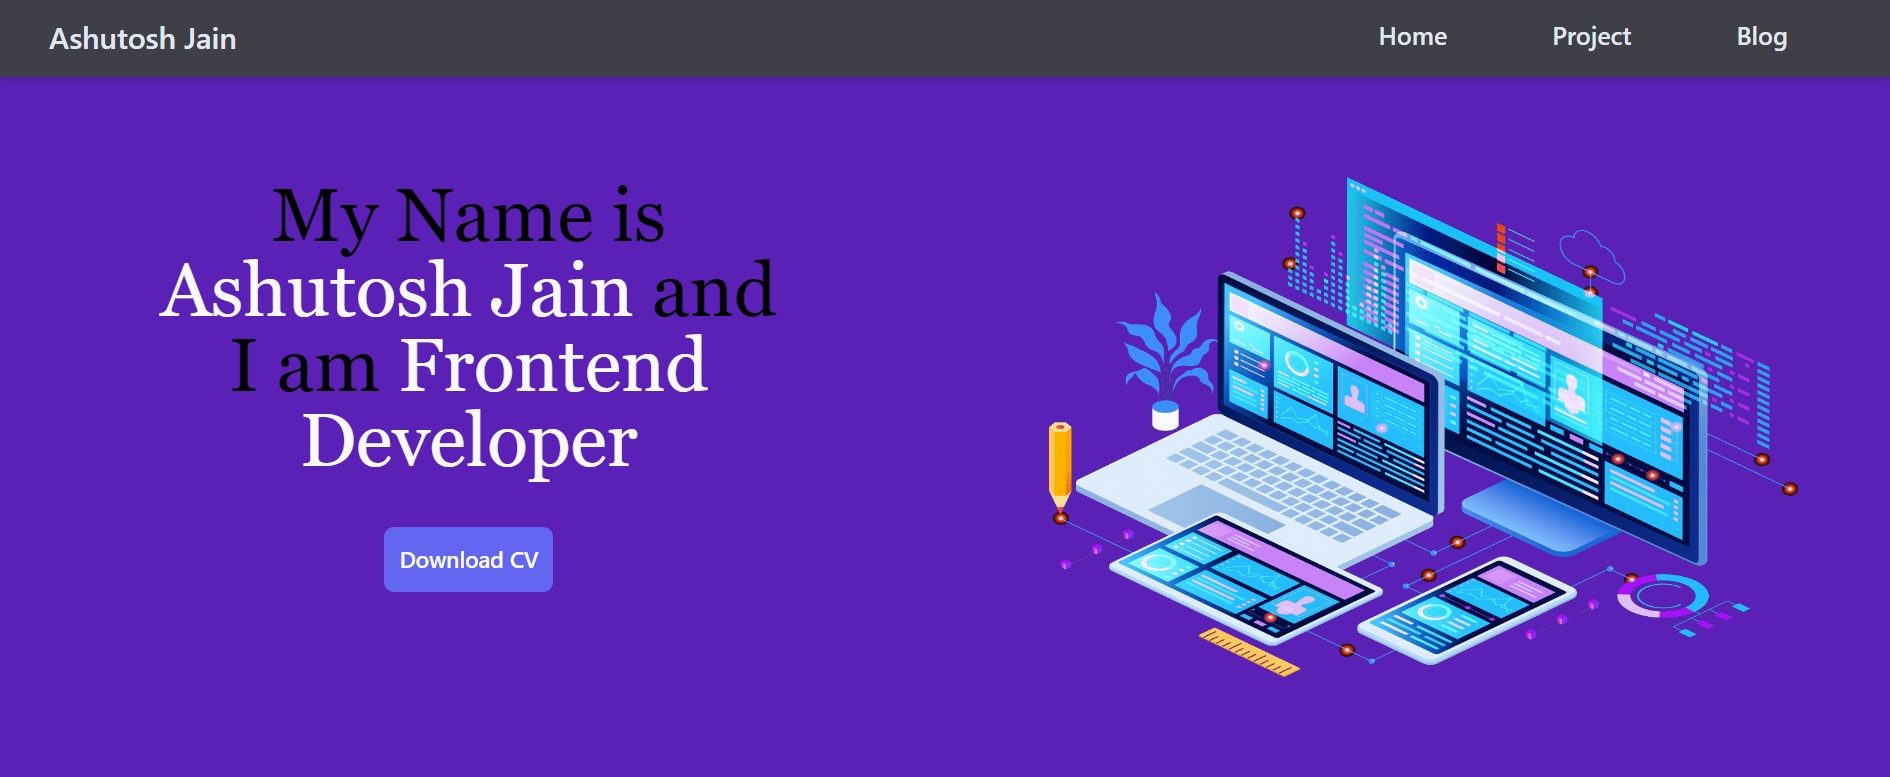 Ashutosh Jain
Home
Project
Blog
My Name is
Ashutosh Jain and
I am Frontend
Developer
Download CV